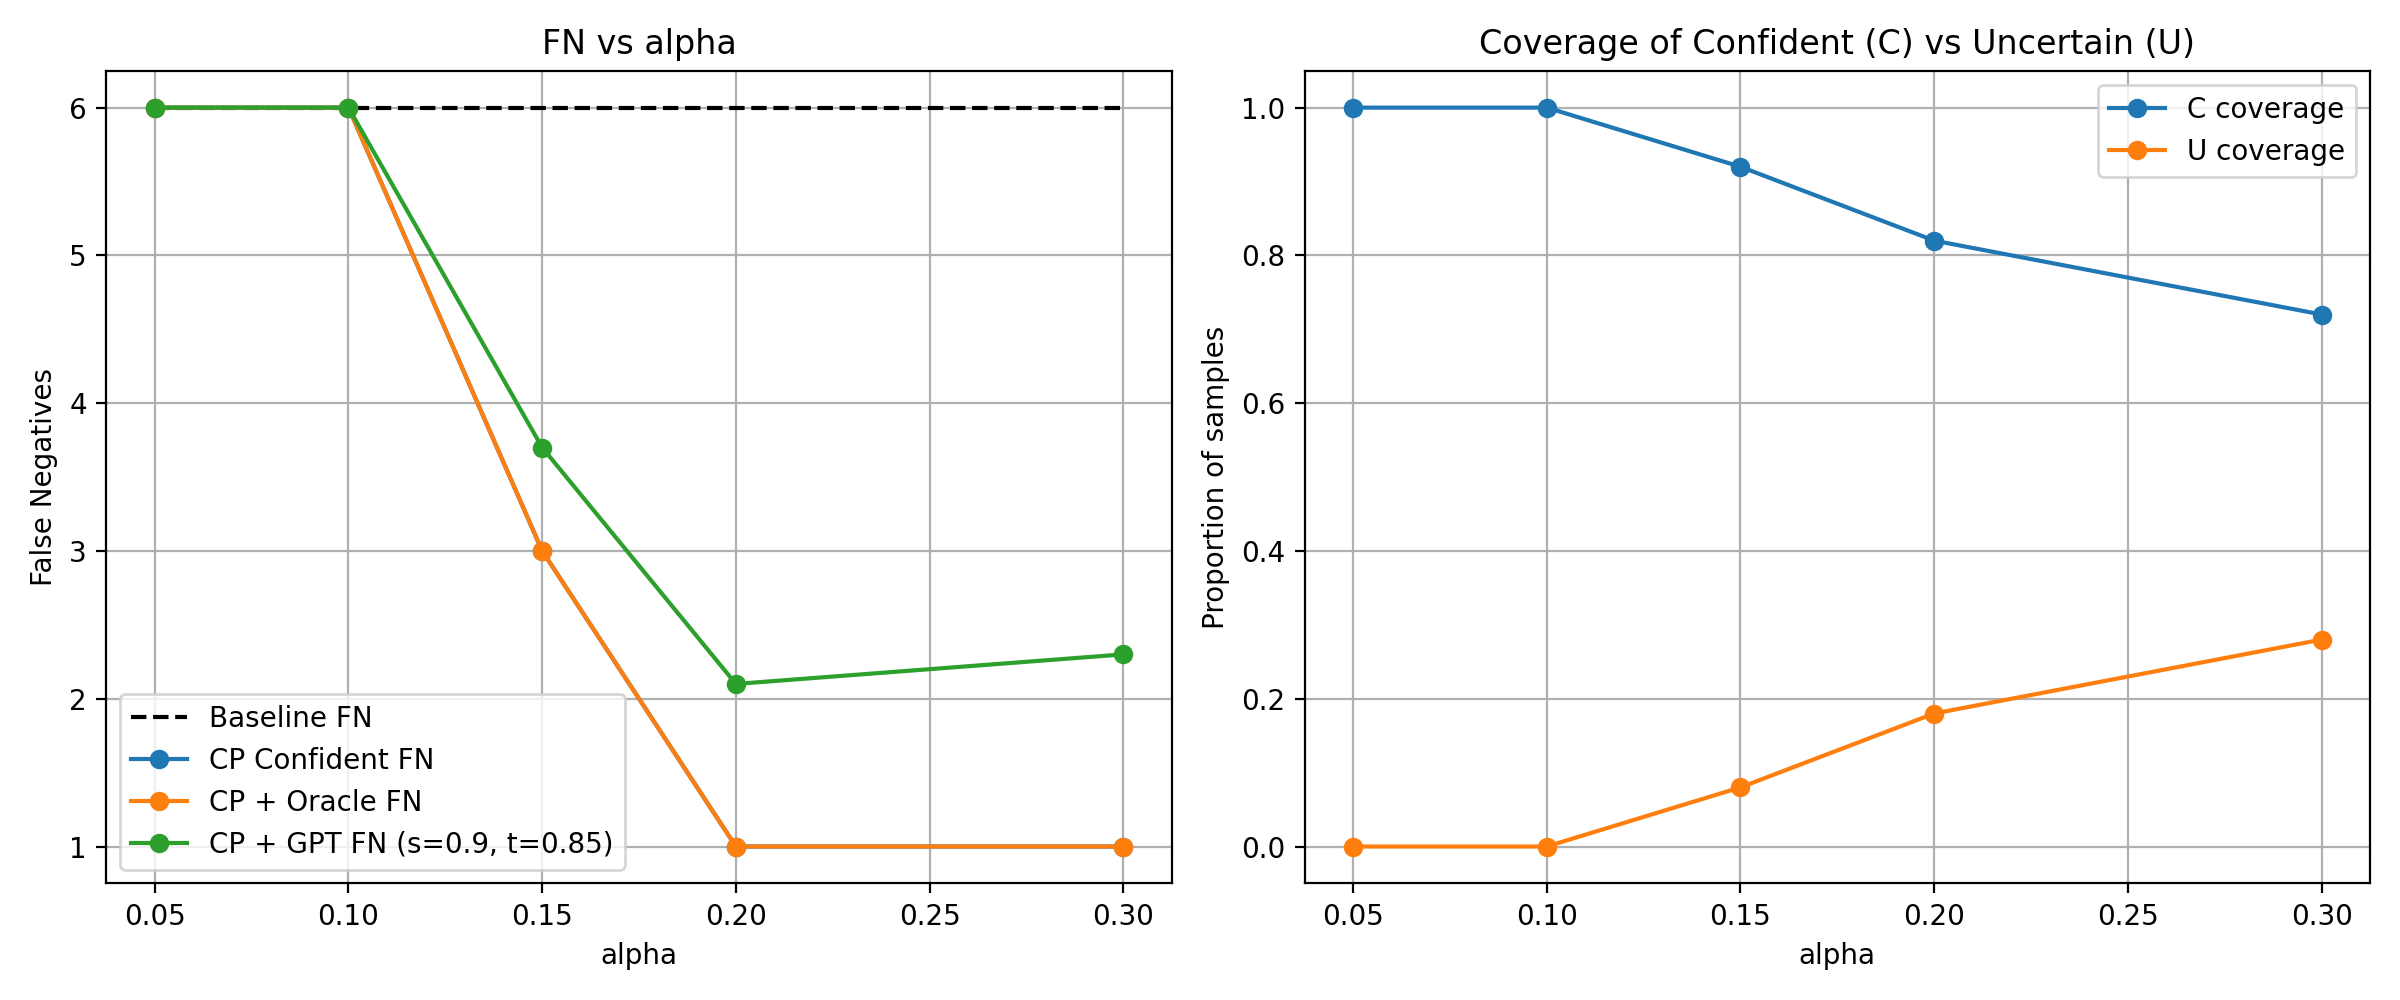 FN vs alpha
6
5
4
3
2
1
False Negatives
Baseline FN
CP Confident FN
CP + Oracle FN
CP + GPT FN (s=0.9, t=0.85)
0.05 0.10 0.15 0.20 0.25 0.30
alpha
Coverage of Confident (C) vs Uncertain (U)
C coverage
U coverage
1.0
0.8
0.6
0.4
0.2
0.0
Proportion of samples
0.05 0.10 0.15 0.20 0.25 0.30
alpha